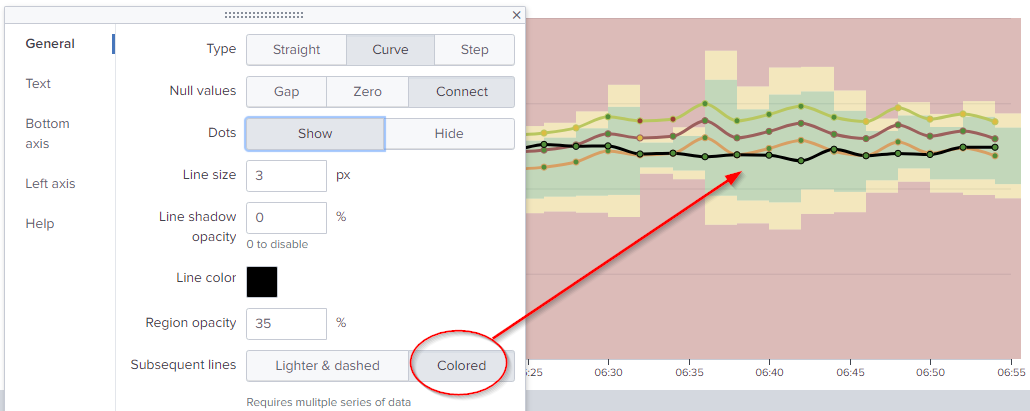 General
Text
Bottom
axis
Left axis
Help
Type
Straight
Curve
Step
Null values
Gap
Zero
Connect
Dots
Show
Hide
Line size
3
px
Line shadow
opacity
0
%
0 to disable
Line color
Region opacity
35
%
Subsequent lines
Lighter & dashed
Colored
Requires mulitple series of data
:25
06:30
06:35
06:40
06:45
06:50
06:55